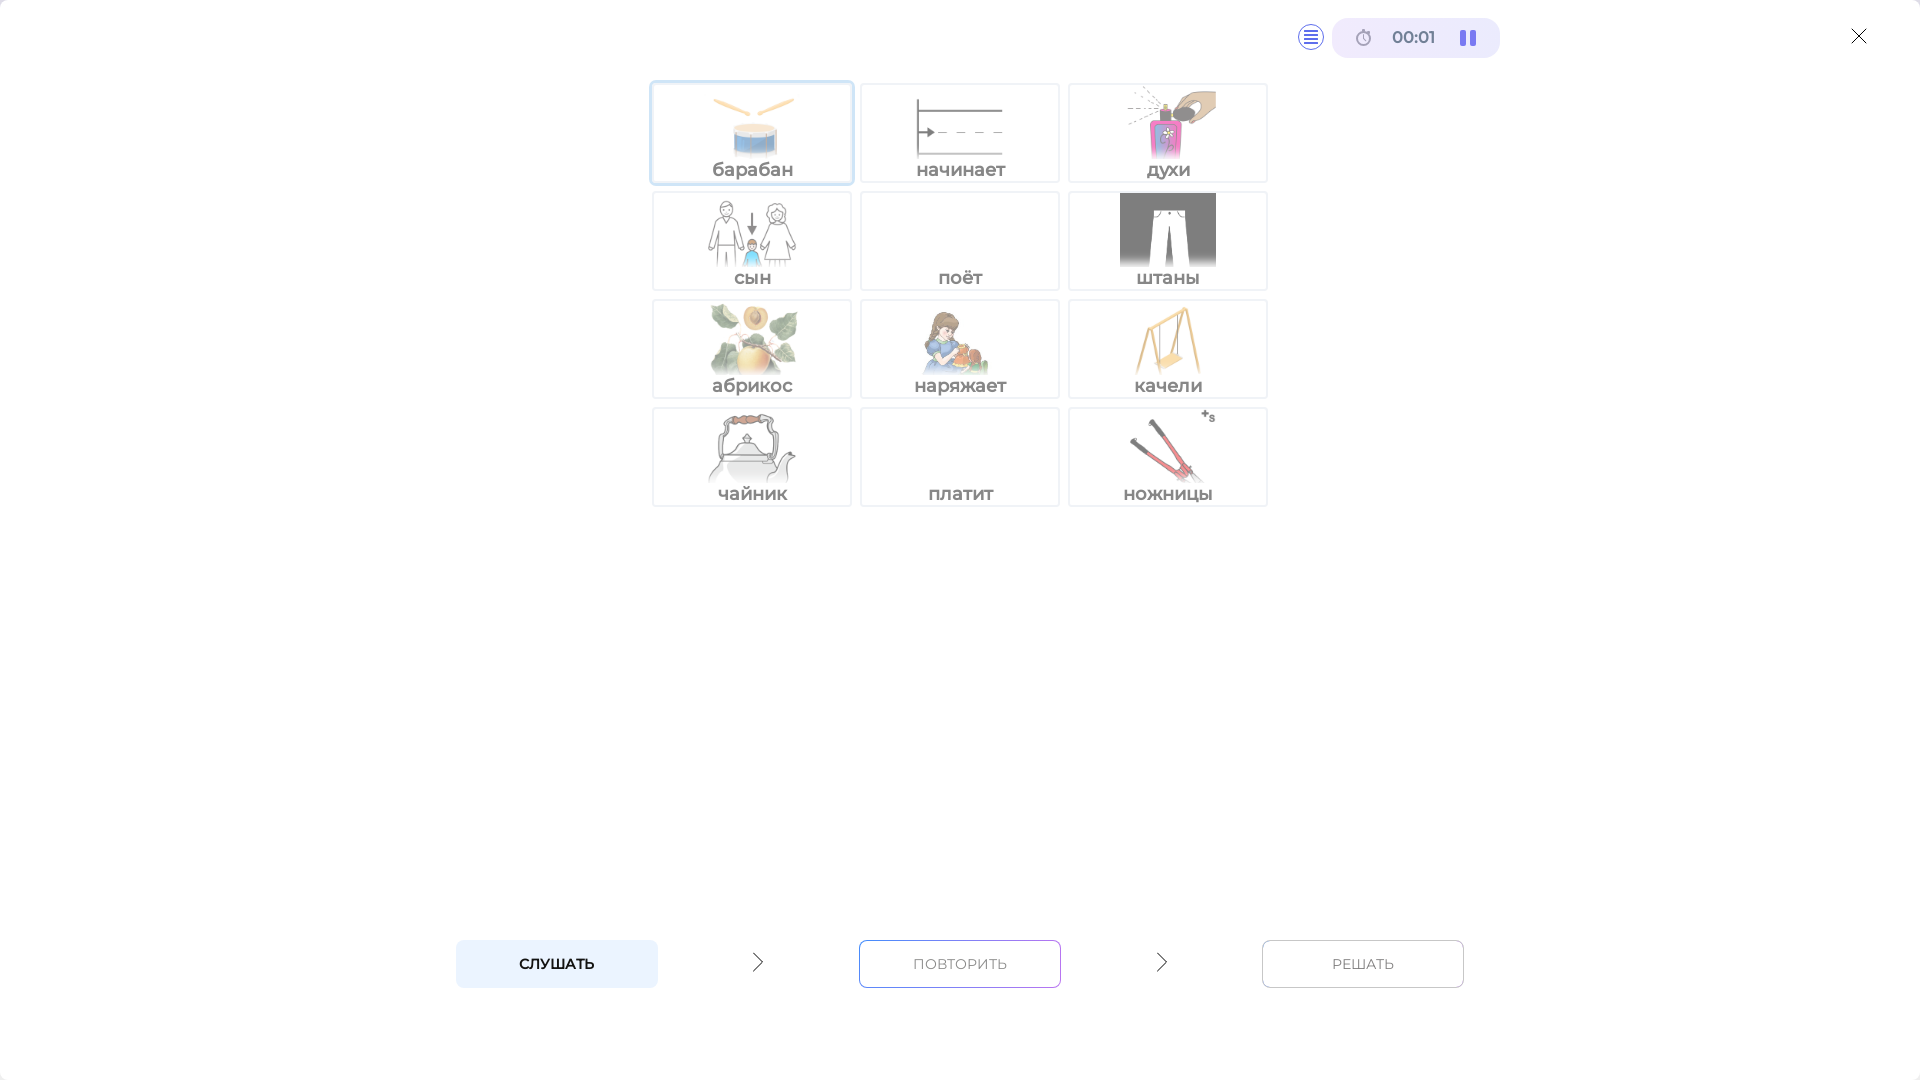 00:01
барабан
начинает
духи
сын
поёт
штаны
абрикос
наряжает
качели
чайник
платит
+s
ножницы
СЛУШАТЬ
ПОВТОРИТЬ
РЕШАТЬ